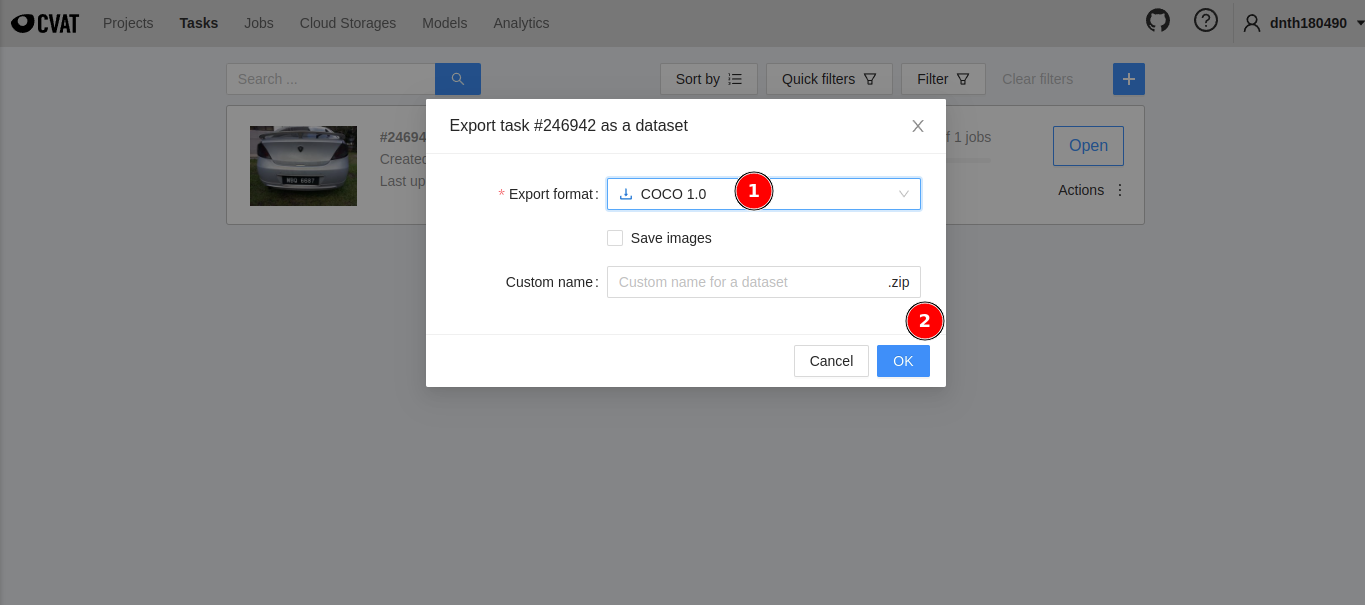 CVAT Projects Tasks Jobs Cloud Storages Models Analytics dnth180490
Search ... Sort by Quick filters Filter Clear filters
Export task #246942 as a dataset
#24694 f 1 jobs
Open
Created
Last up
Actions
* Export format : COCO 1.0 1
Save images
Custom name : Custom name for a dataset .zip
2
Cancel OK